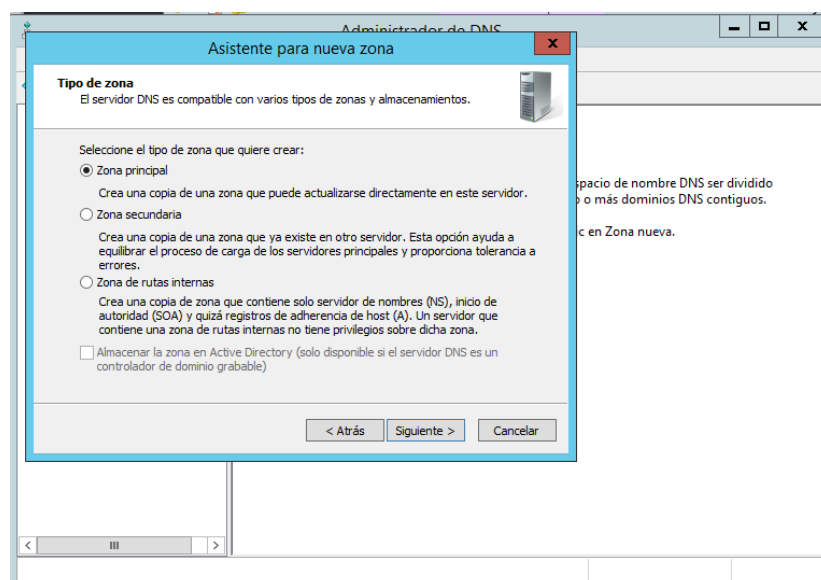 Administrador de DNS
Asistente para nueva zona
Tipo de zona
El servidor DNS es compatible con varios tipos de zonas y almacenamientos.
Seleccione el tipo de zona que quiere crear:
Zona principal
Crea una copia de una zona que puede actualizarse directamente en este servidor.
Zona secundaria
Crea una copia de una zona que ya existe en otro servidor. Esta opción ayuda a
equilibrar el proceso de carga de los servidores principales y proporciona tolerancia a
errores.
Zona de rutas internas
Crea una copia de zona que contiene solo servidor de nombres (NS), inicio de
autoridad (SOA) y quizá registros de adherencia de host (A). Un servidor que
contiene una zona de rutas internas no tiene privilegios sobre dicha zona.
Almacenar la zona en Active Directory (solo disponible si el servidor DNS es un
controlador de dominio grabable)
< Atrás
Siguiente >
Cancelar
spacio de nombre DNS ser dividido
o más dominios DNS contiguos.
ic en Zona nueva.